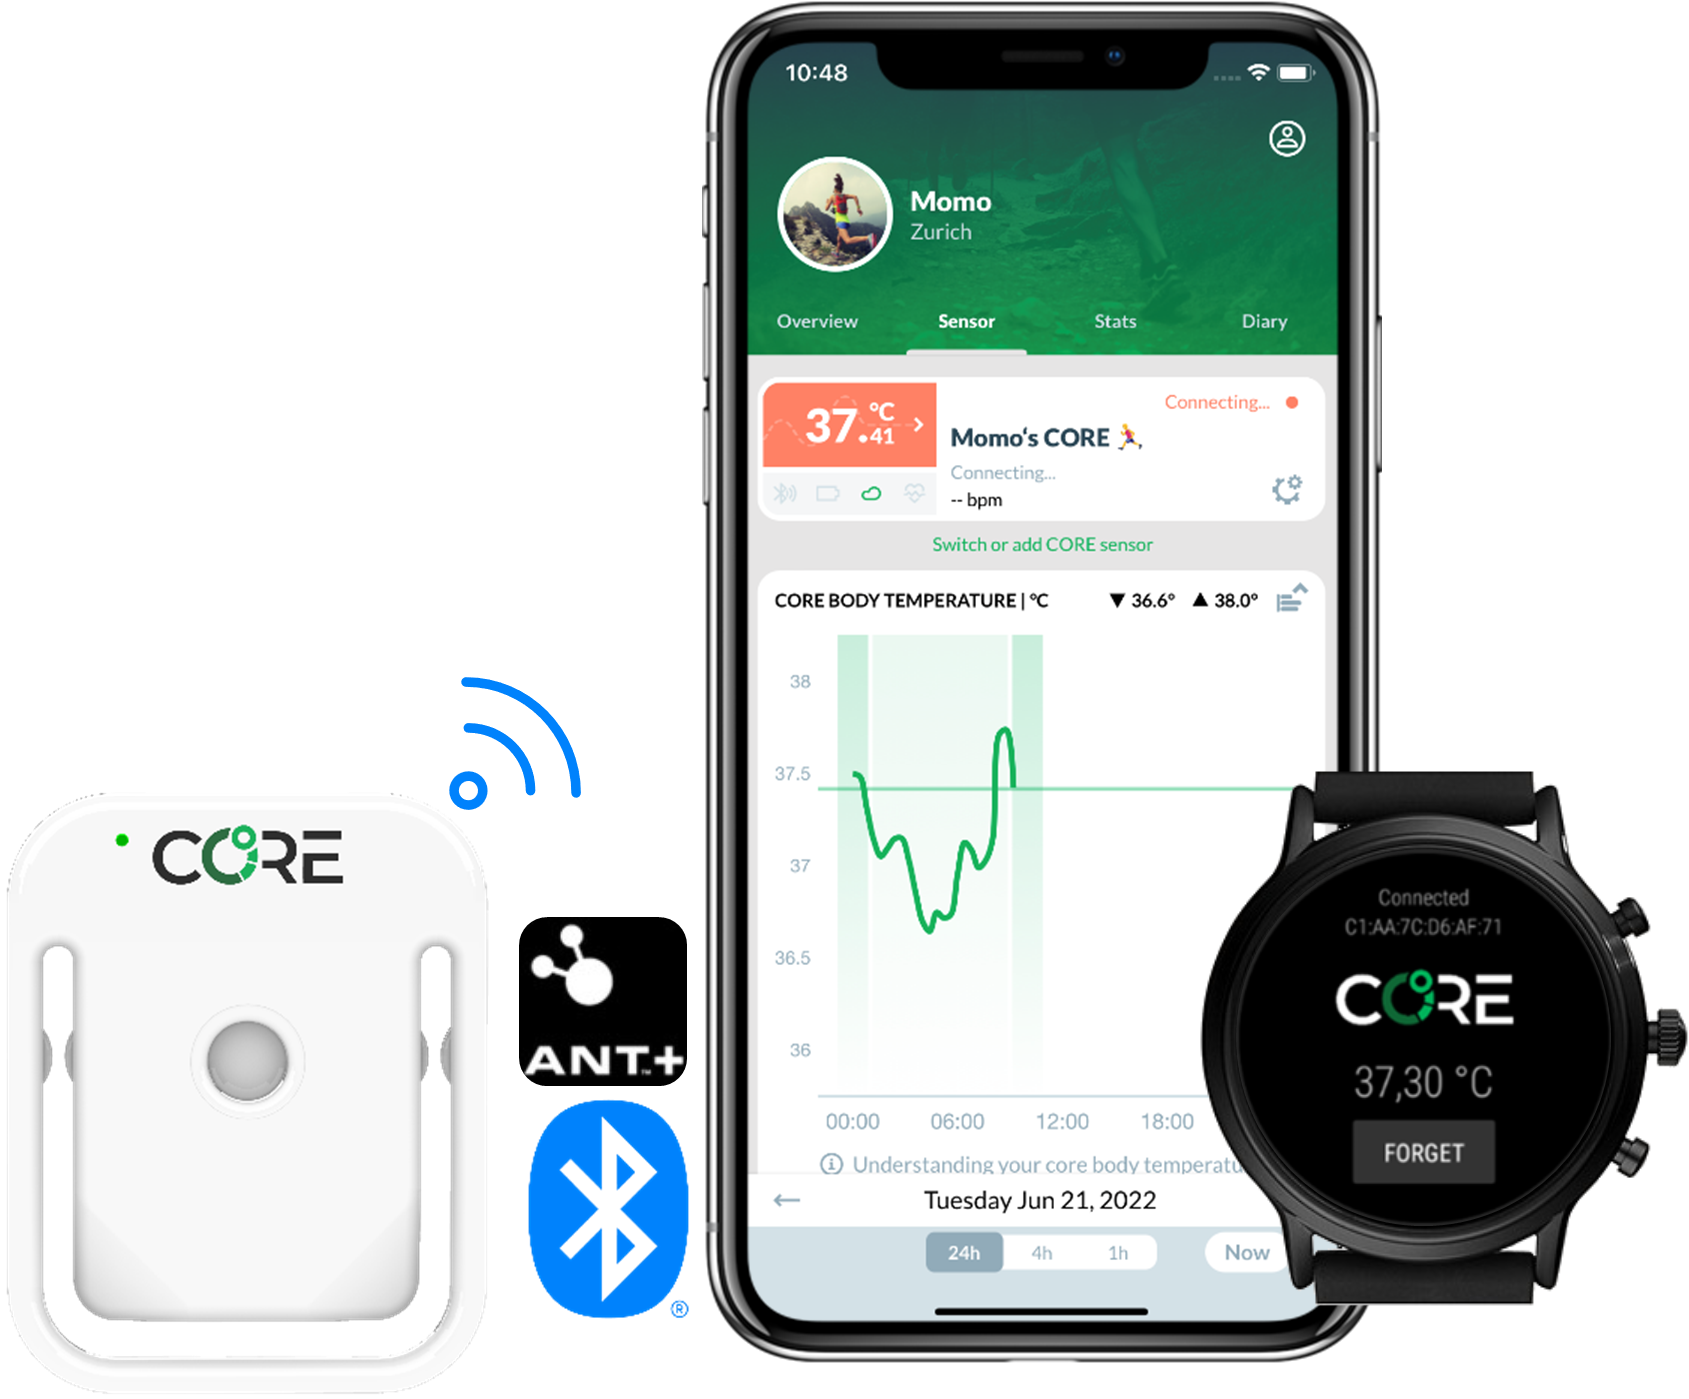 10:48
Momo
Zurich
Overview Sensor Stats Diary
37.41 °C
Connecting...
Momo‘s CORE
Connecting...
-- bpm
Switch or add CORE sensor
CORE BODY TEMPERATURE | °C ▼ 36.6° ▲ 38.0°
38
37.5
37
36.5
36
00:00 06:00 12:00 18:00
Understanding your core body temperatu
Tuesday Jun 21, 2022
24h 4h 1h Now
CORE
ANT™+
®
Connected
C1:AA:7C:D6:AF:71
CORE
37,30 °C
FORGET